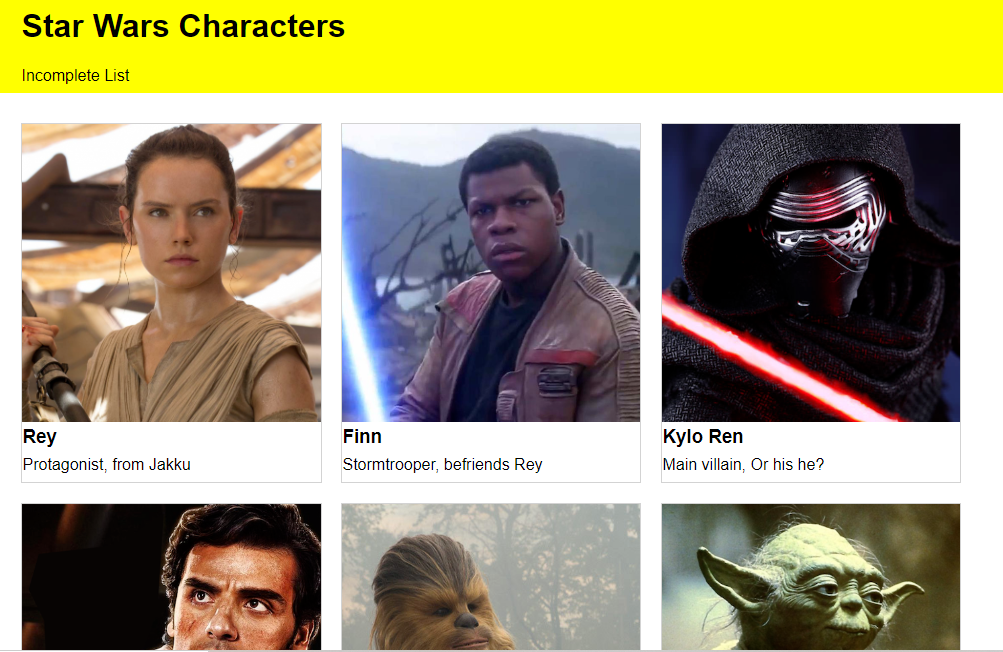 Star Wars Characters
Incomplete List
Rey
Protagonist, from Jakku
Finn
Stormtrooper, befriends Rey
Kylo Ren
Main villain, Or his he?